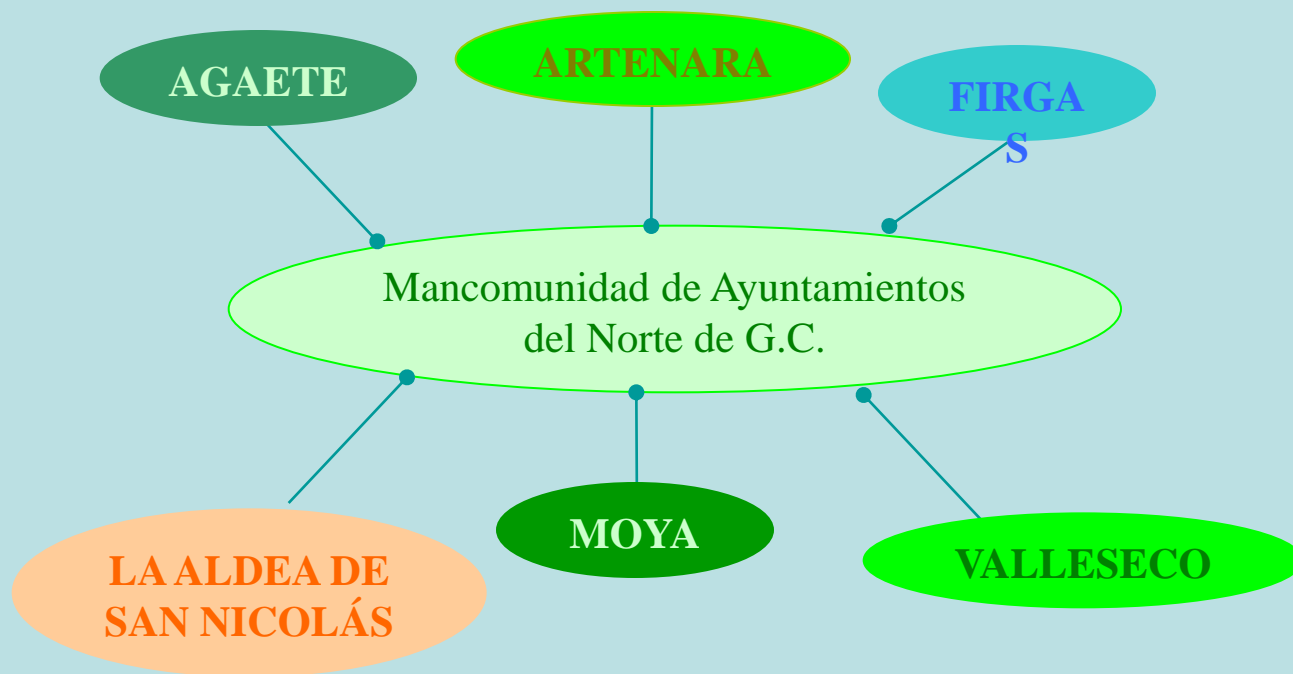 AGAETE
ARTENARA
FIRGA
S
Mancomunidad de Ayuntamientos
del Norte de G.C.
LA ALDEA DE
SAN NICOLÁS
MOYA
VALLESECO